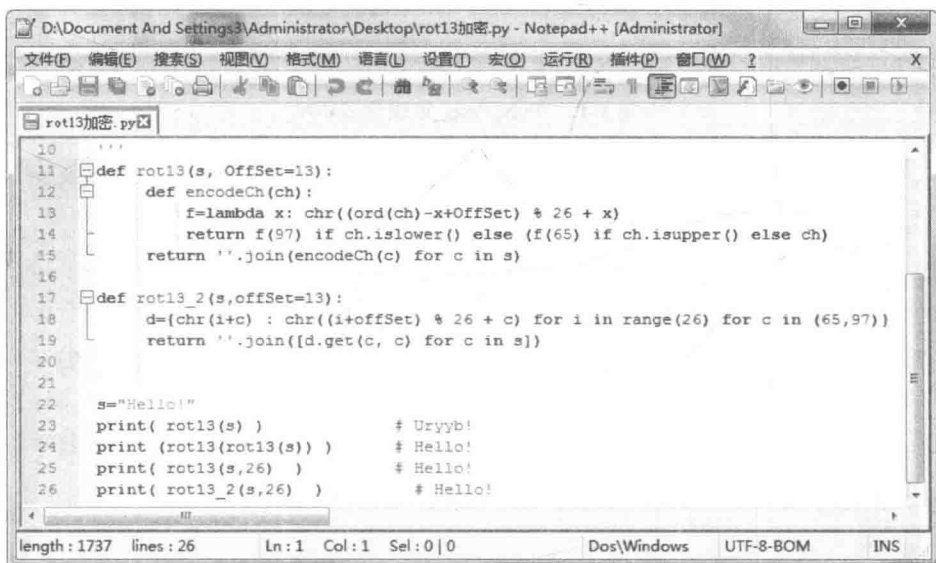 D:\Document And Settings3\Administrator\Desktop\rot13加密.py - Notepad++ [Administrator]
文件(F) 编辑(E) 搜索(S) 视图(V) 格式(M) 语言(L) 设置(T) 宏(O) 运行(R) 插件(P) 窗口(W) ? X
rot13加密.py
10 '''
11 def rot13(s, OffSet=13):
12 def encodeCh(ch):
13 f=lambda x: chr((ord(ch)-x+OffSet) % 26 + x)
14 return f(97) if ch.islower() else (f(65) if ch.isupper() else ch)
15 return ''.join(encodeCh(c) for c in s)
16
17 def rot13_2(s,offSet=13):
18 d={chr(i+c) : chr((i+offSet) % 26 + c) for i in range(26) for c in (65,97)}
19 return ''.join([d.get(c, c) for c in s])
20
21
22 s="Hello!"
23 print( rot13(s) ) # Uryyb!
24 print (rot13(rot13(s)) ) # Hello!
25 print( rot13(s,26) ) # Hello!
26 print( rot13_2(s,26) ) # Hello!
length : 1737 lines : 26 Ln : 1 Col : 1 Sel : 0 | 0 Dos\Windows UTF-8-BOM INS